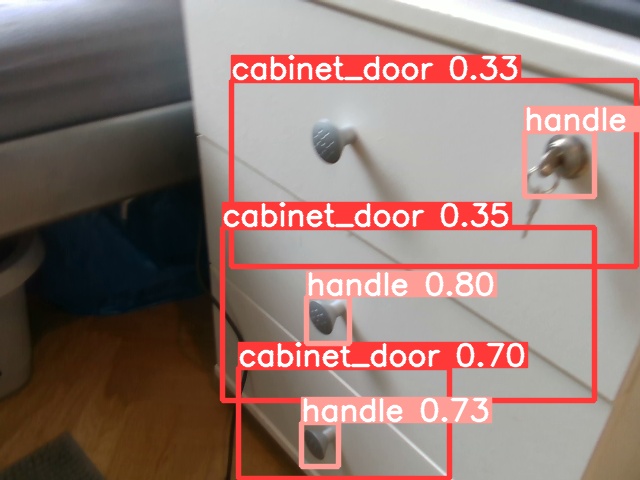 cabinet_door 0.33
handle
cabinet_door 0.35
handle 0.80
cabinet_door 0.70
handle 0.73